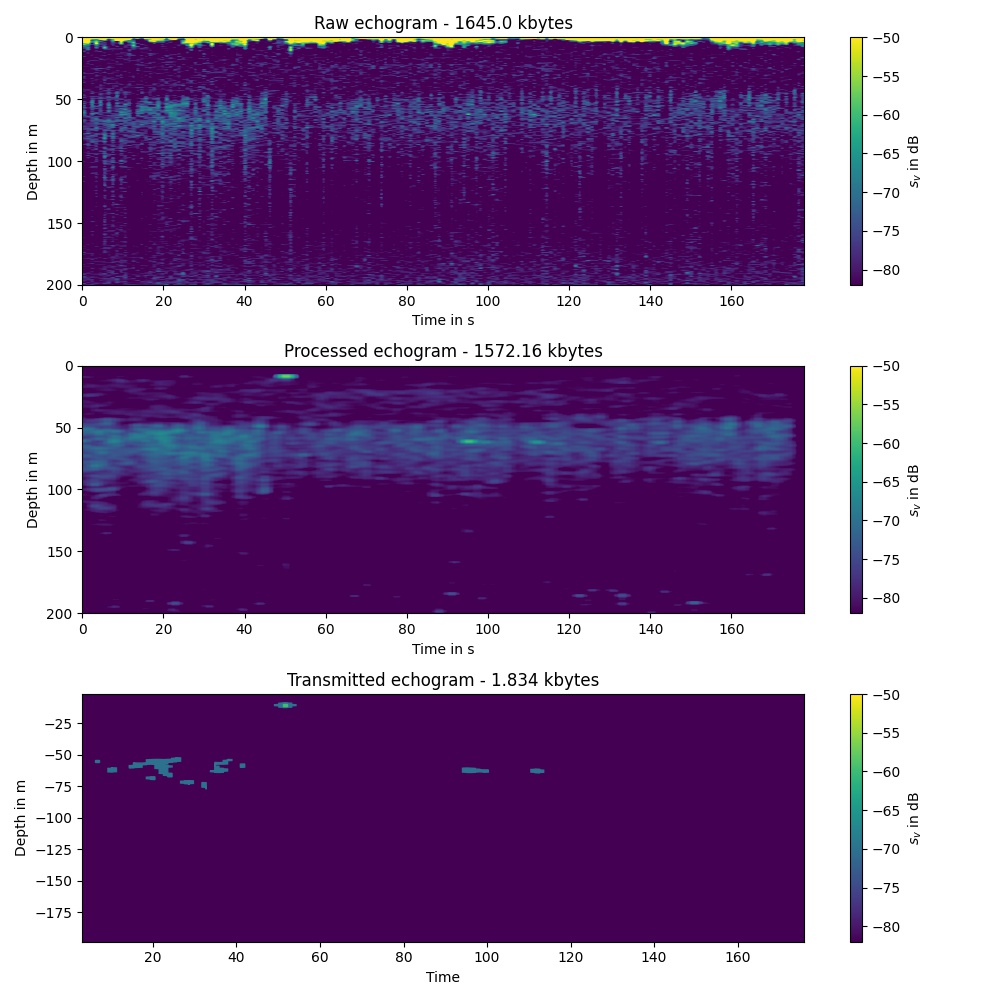 Raw echogram - 1645.0 kbytes
0
50
100
150
200
Depth in m
0 20 40 60 80 100 120 140 160
Time in s
−50
−55
−60
−65
−70
−75
−80
sv in dB
Processed echogram - 1572.16 kbytes
0
50
100
150
200
Depth in m
0 20 40 60 80 100 120 140 160
Time in s
−50
−55
−60
−65
−70
−75
−80
sv in dB
Transmitted echogram - 1.834 kbytes
−25
−50
−75
−100
−125
−150
−175
Depth in m
20 40 60 80 100 120 140 160
Time
−50
−55
−60
−65
−70
−75
−80
sv in dB